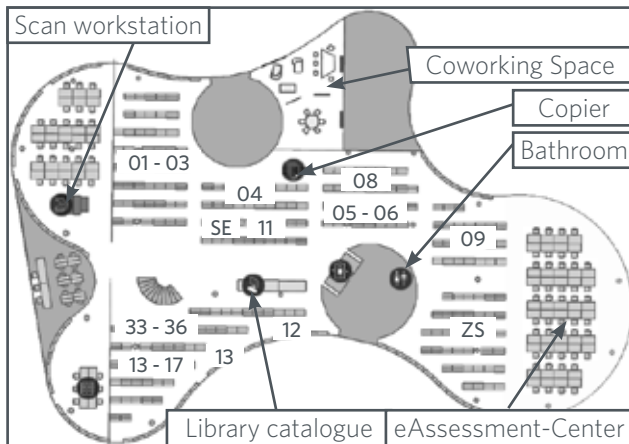 Scan workstation
Coworking Space
Copier
Bathroom
01 - 03
04
08
SE
11
05 - 06
09
33 - 36
12
ZS
13 - 17
13
Library catalogue
eAssessment-Center